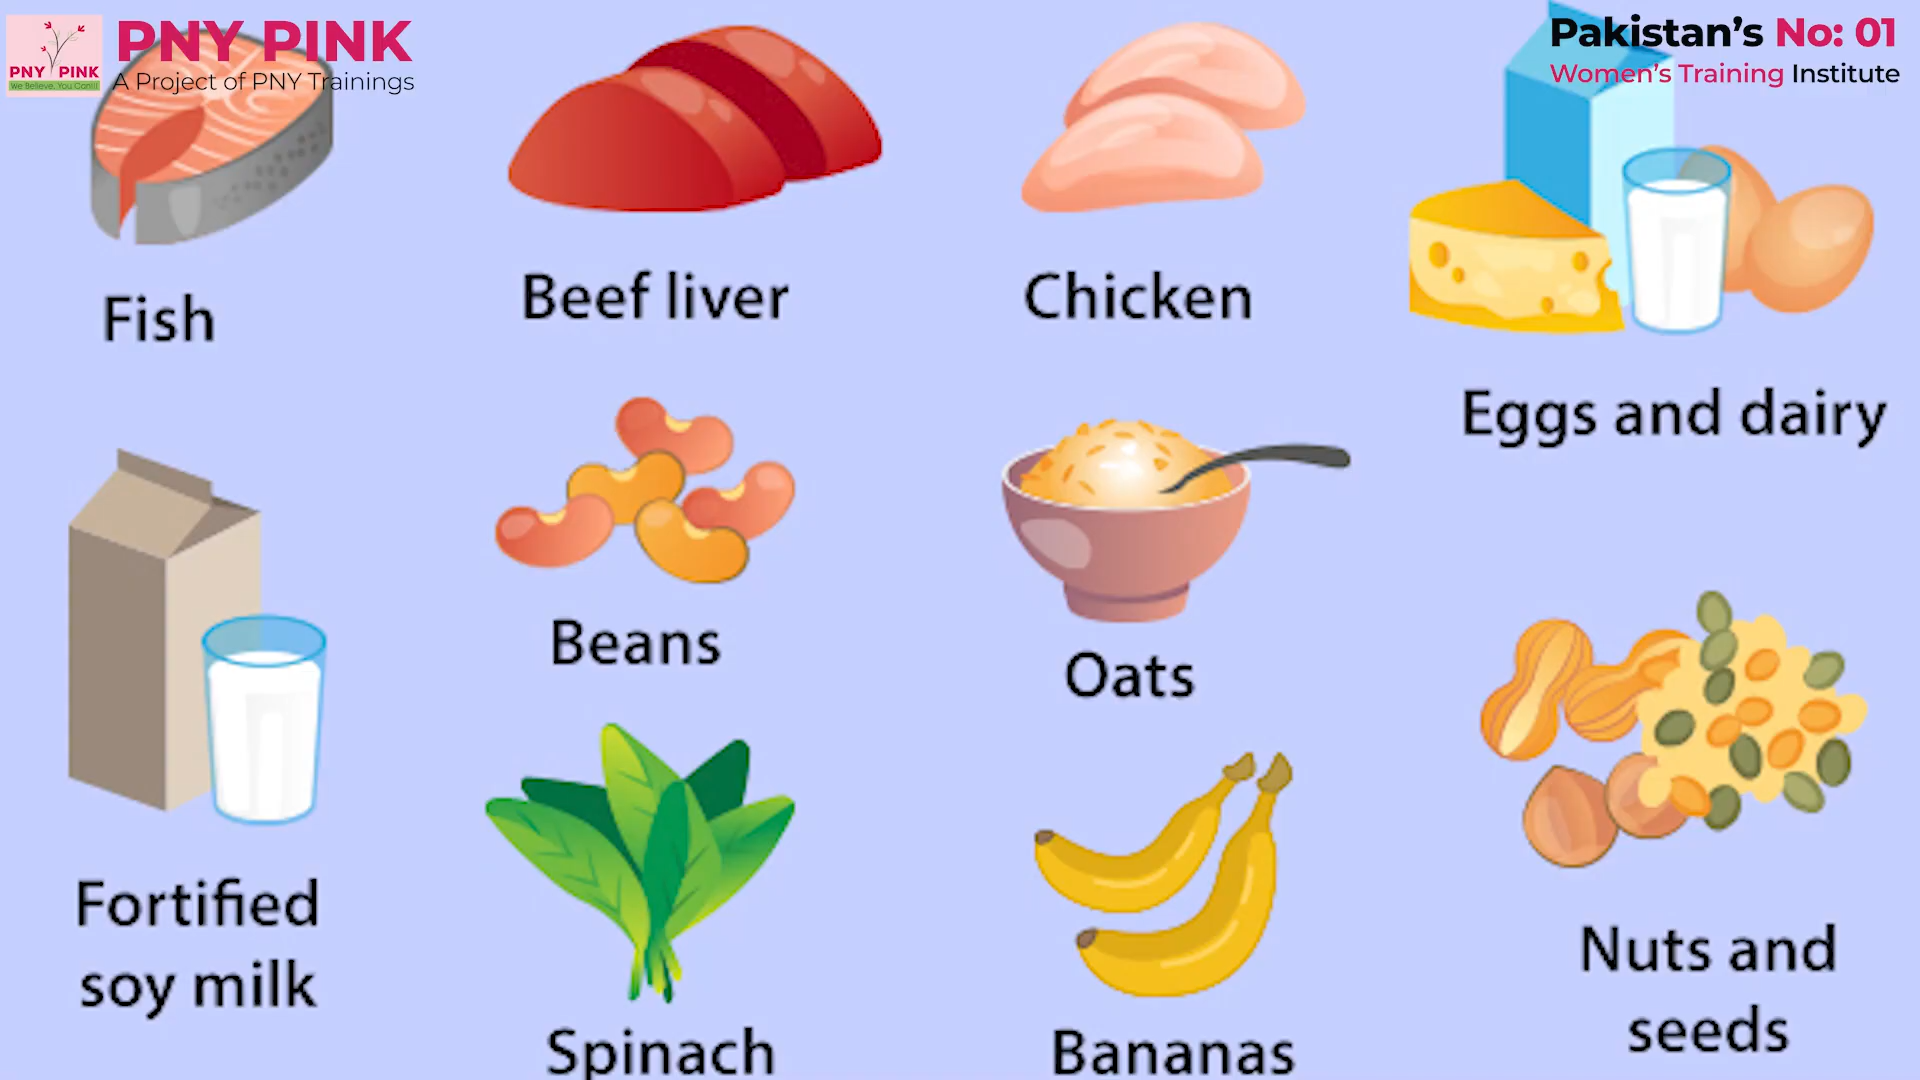 PNY PINK
A Project of PNY Trainings
PNY PINK
We Believe, You Can!!
Pakistan's No: 01
Women's Training Institute
Fish
Beef liver
Chicken
Eggs and dairy
Fortified
soy milk
Beans
Oats
Nuts and
seeds
Spinach
Bananas